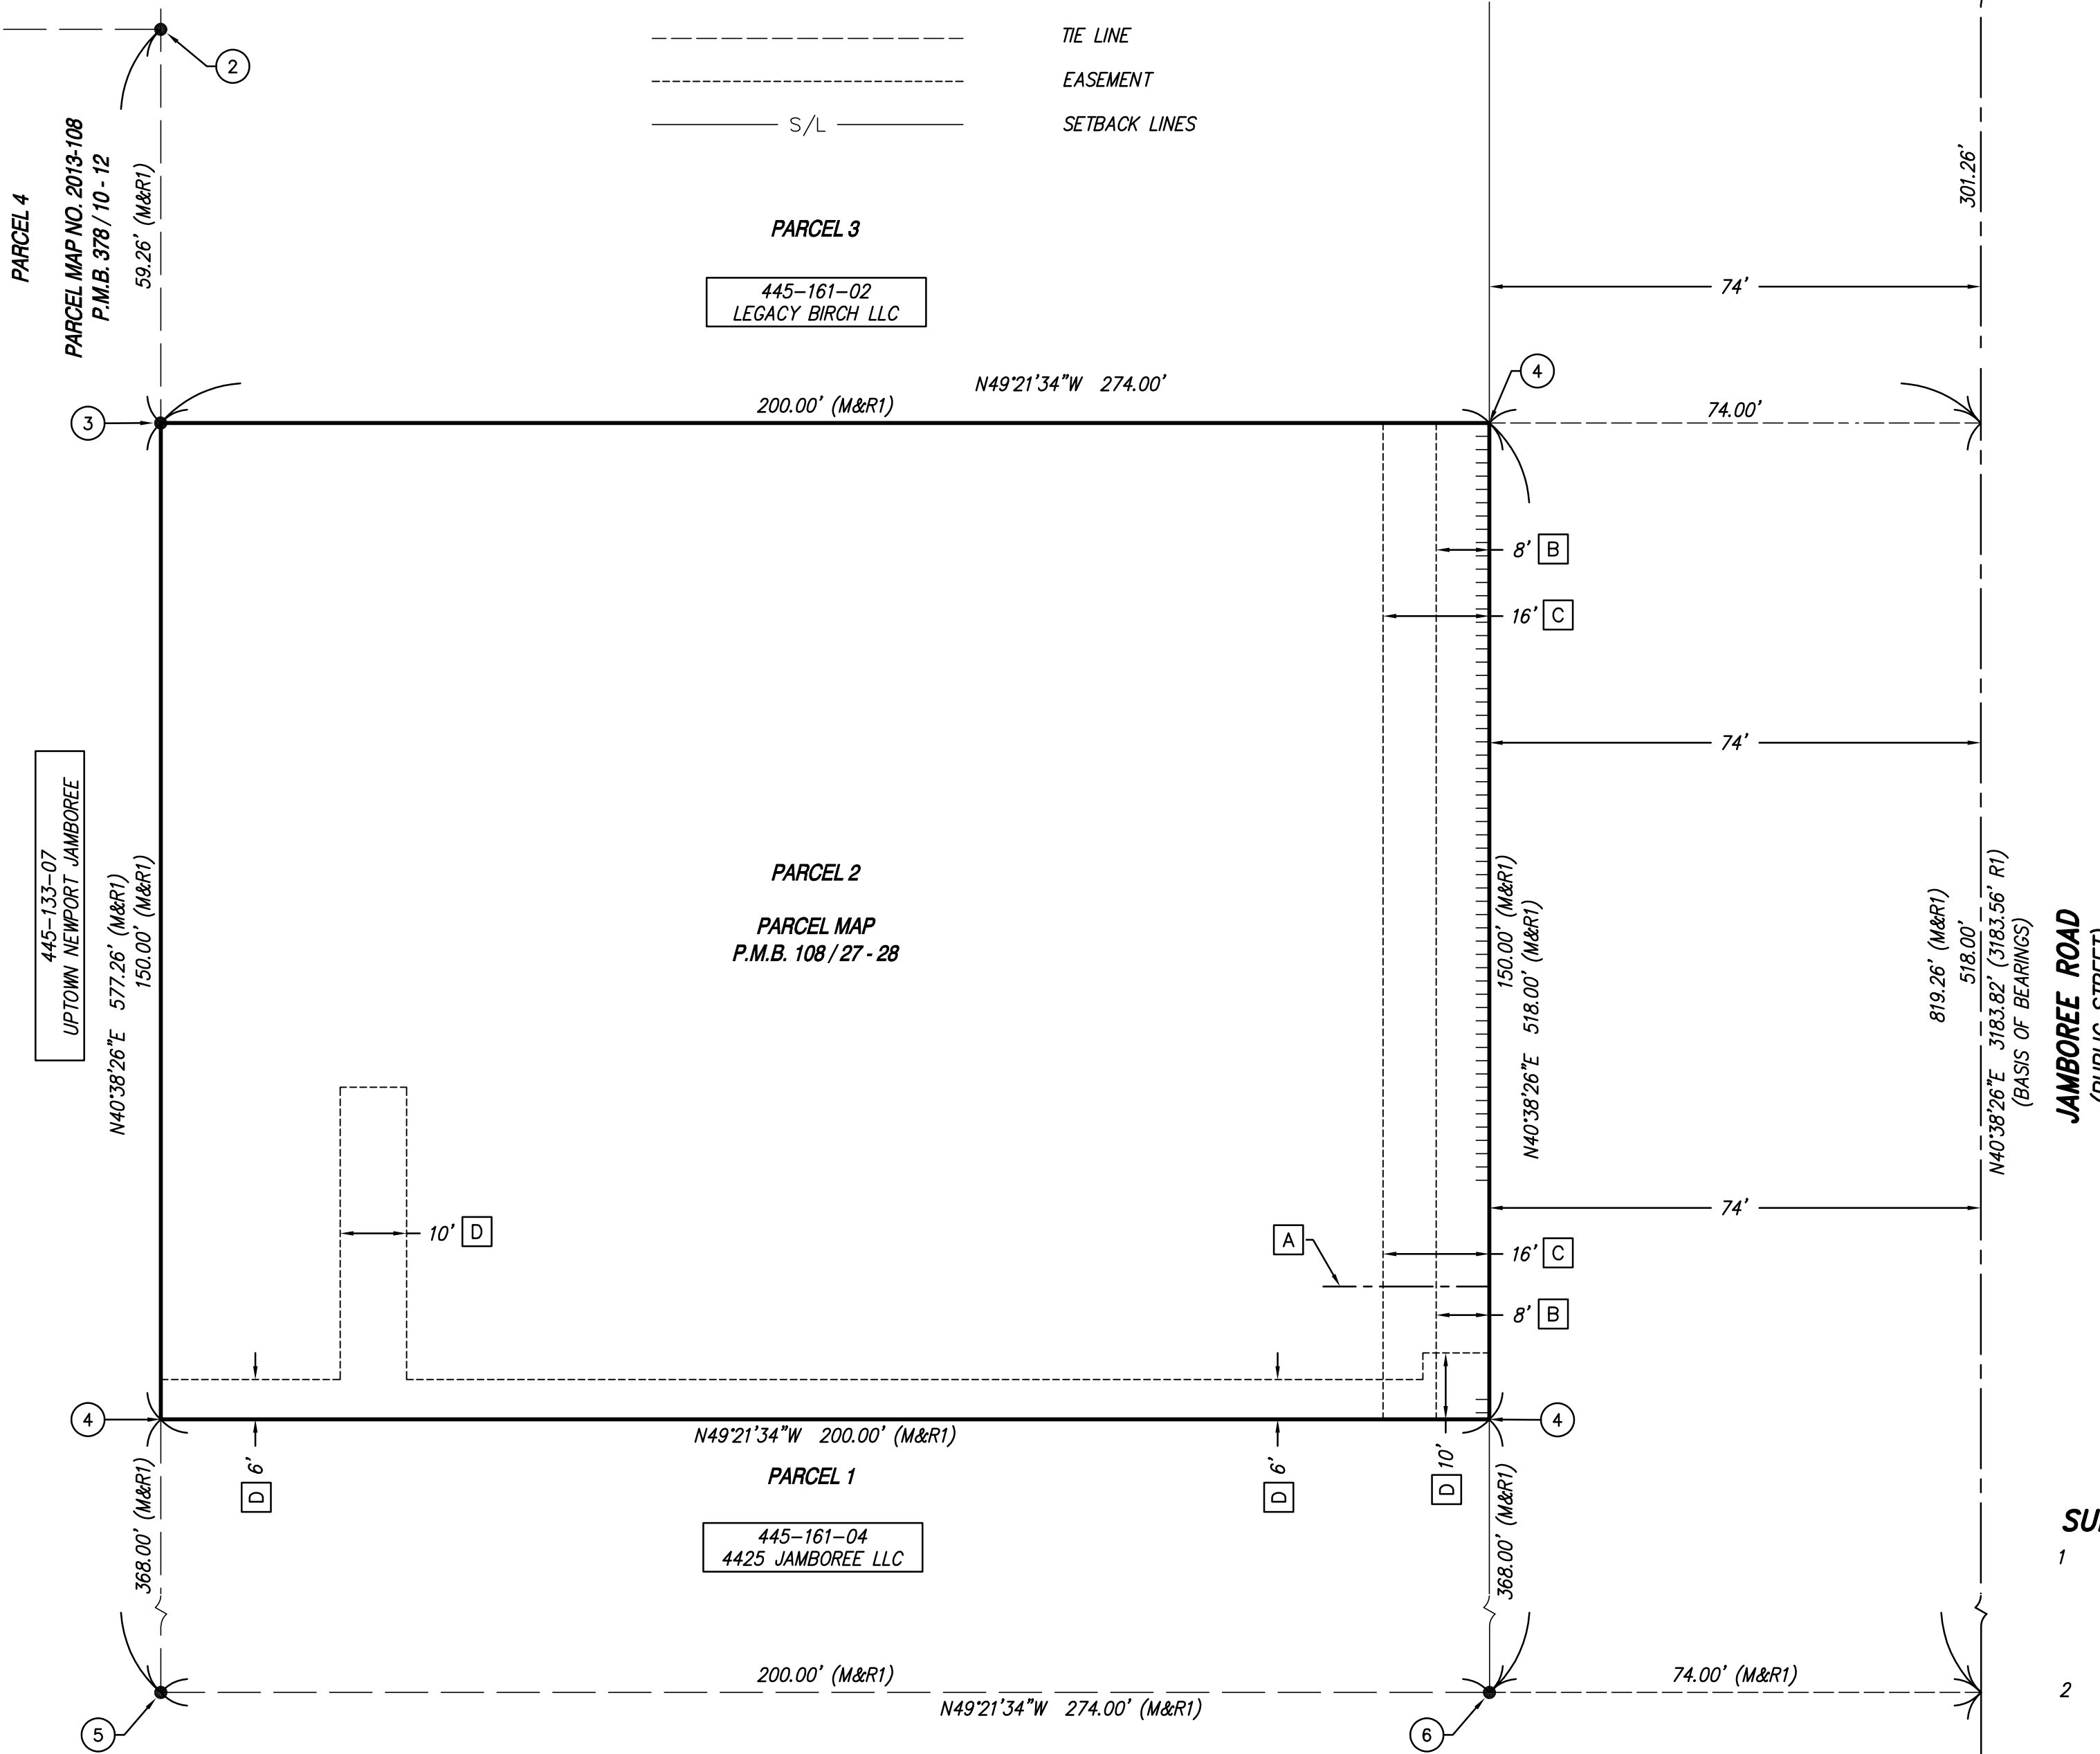 TIE LINE
EASEMENT
S/L
SETBACK LINES
2
PARCEL 4
PARCEL MAP NO. 2013-108
P.M.B. 378 / 10 - 12
59.26' (M&R1)
PARCEL 3
445-161-02
LEGACY BIRCH LLC
301.26'
74'
N49°21'34"W 274.00'
200.00' (M&R1)
4
74.00'
3
8' B
16' C
74'
445-133-07
UPTOWN NEWPORT JAMBOREE
N40°38'26"E 577.26' (M&R1)
150.00' (M&R1)
PARCEL 2
PARCEL MAP
P.M.B. 108 / 27 - 28
150.00' (M&R1)
N40°38'26"E 518.00' (M&R1)
819.26' (M&R1)
518.00'
N40°38'26"E 3183.82' (3183.56' R1)
(BASIS OF BEARINGS)
JAMBOREE ROAD
(PUBLIC STREET)
74'
10' D
A
16' C
8' B
4
N49°21'34"W 200.00' (M&R1)
4
D 6'
D 6'
D 10'
PARCEL 1
445-161-04
4425 JAMBOREE LLC
368.00' (M&R1)
368.00' (M&R1)
1
200.00' (M&R1)
74.00' (M&R1)
N49°21'34"W 274.00' (M&R1)
2
5
6